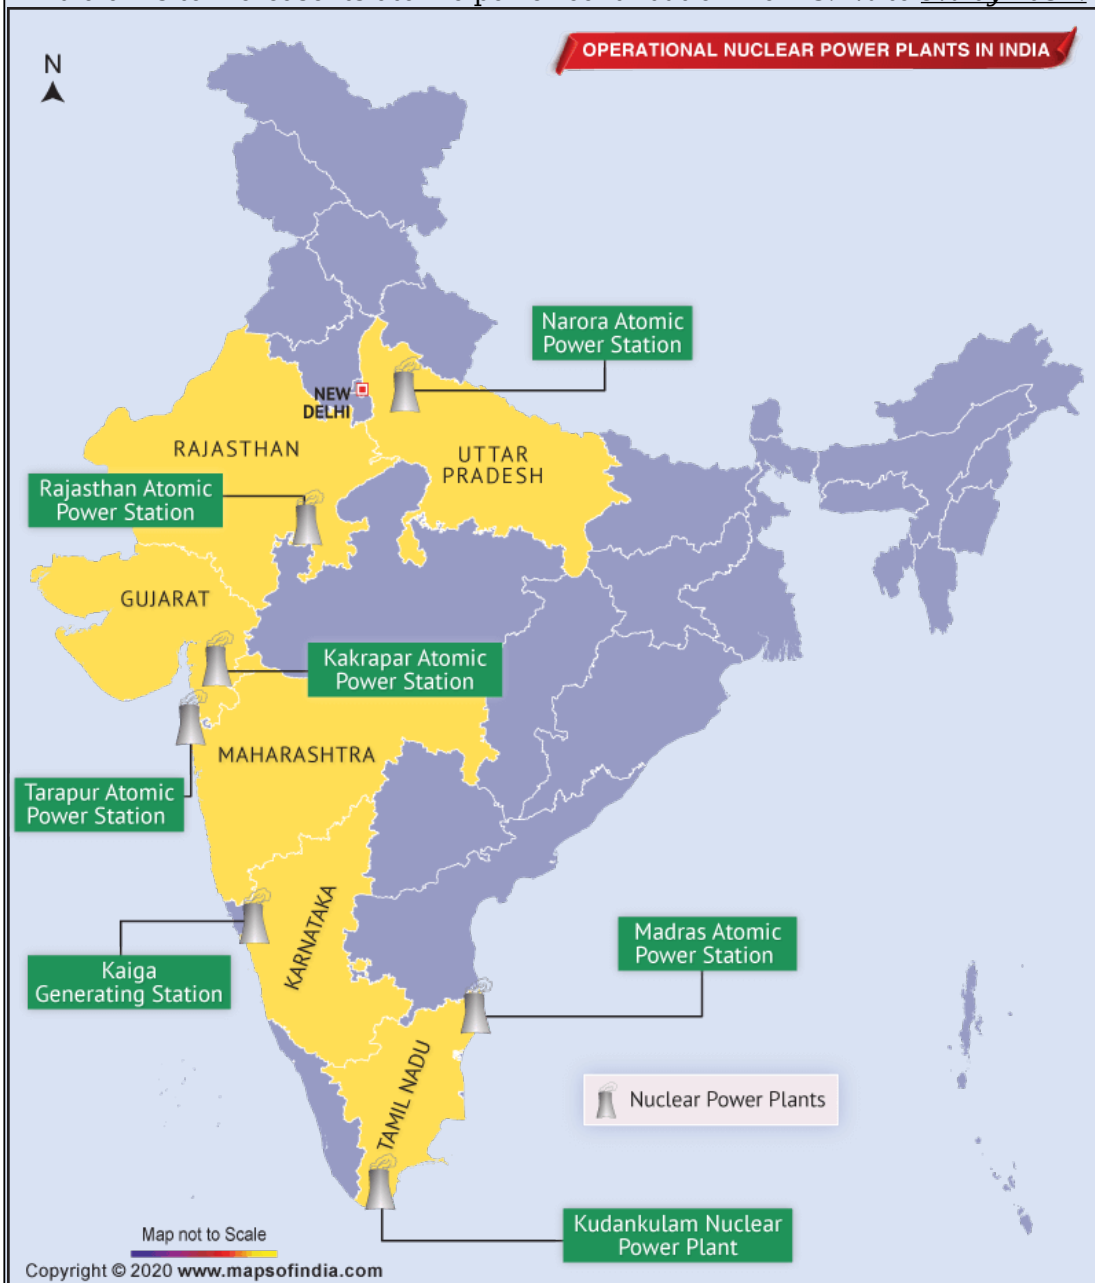 OPERATIONAL NUCLEAR POWER PLANTS IN INDIA
N
Narora Atomic
Power Station
NEW
DELHI
RAJASTHAN
UTTAR
PRADESH
Rajasthan Atomic
Power Station
GUJARAT
Kakrapar Atomic
Power Station
MAHARASHTRA
Tarapur Atomic
Power Station
KARNATAKA
Madras Atomic
Power Station
Kaiga
Generating Station
TAMIL NADU
Nuclear Power Plants
Kudankulam Nuclear
Power Plant
Map not to Scale
Copyright © 2020 www.mapsofindia.com